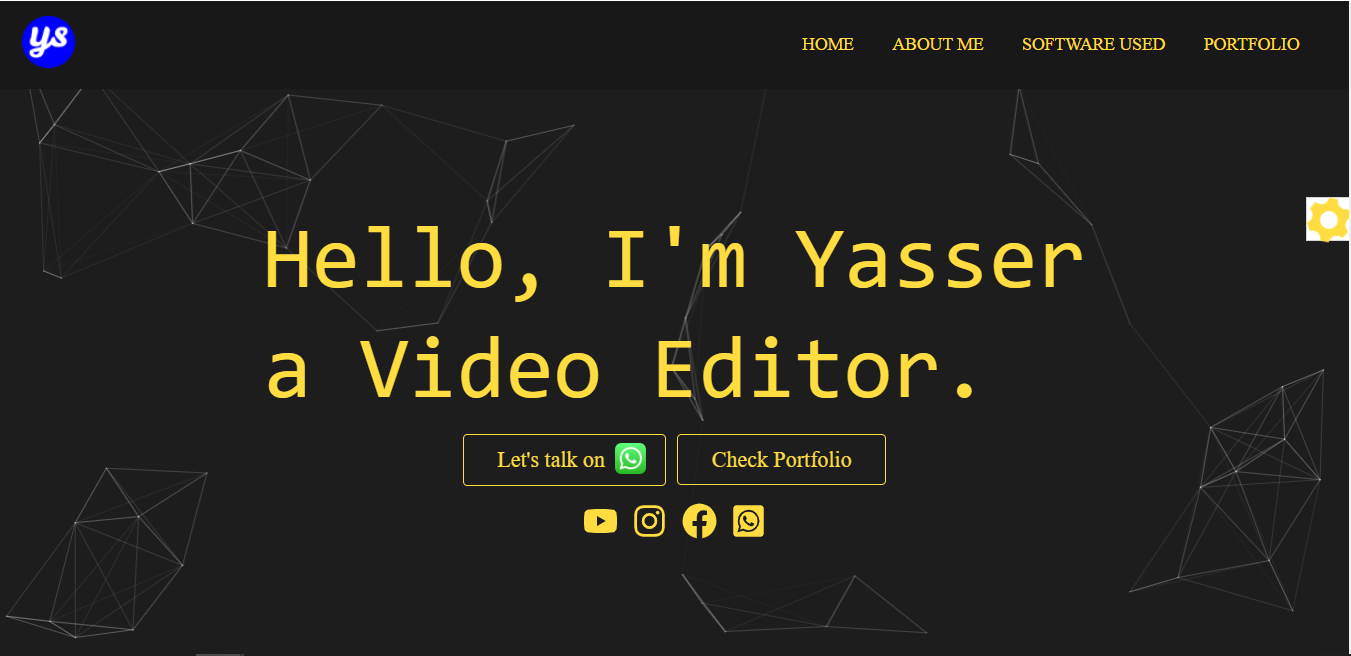 ys
HOME ABOUT ME SOFTWARE USED PORTFOLIO
Hello, I'm Yasser
a Video Editor.
Let's talk on
Check Portfolio